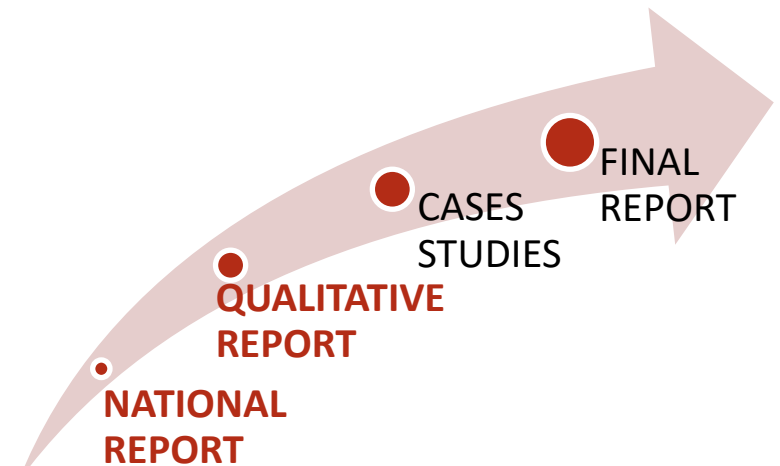 NATIONAL
REPORT
QUALITATIVE
REPORT
CASES
STUDIES
FINAL
REPORT